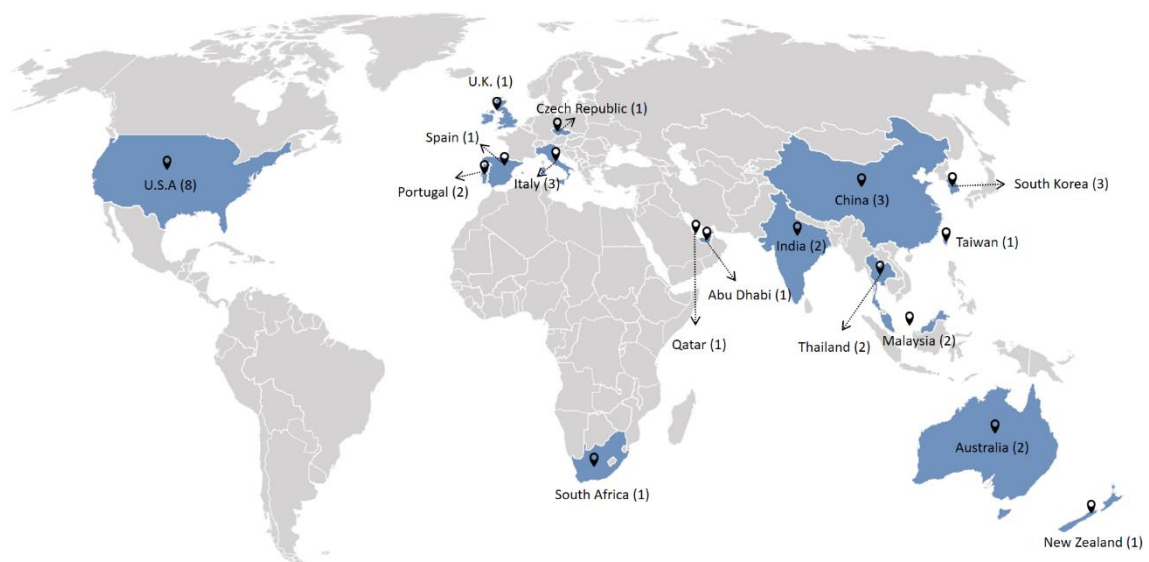 U.K. (1)
Czech Republic (1)
Spain (1)
U.S.A (8)
Portugal (2)
Italy (3)
China (3)
South Korea (3)
India (2)
Taiwan (1)
Abu Dhabi (1)
Qatar (1)
Thailand (2)
Malaysia (2)
Australia (2)
South Africa (1)
New Zealand (1)